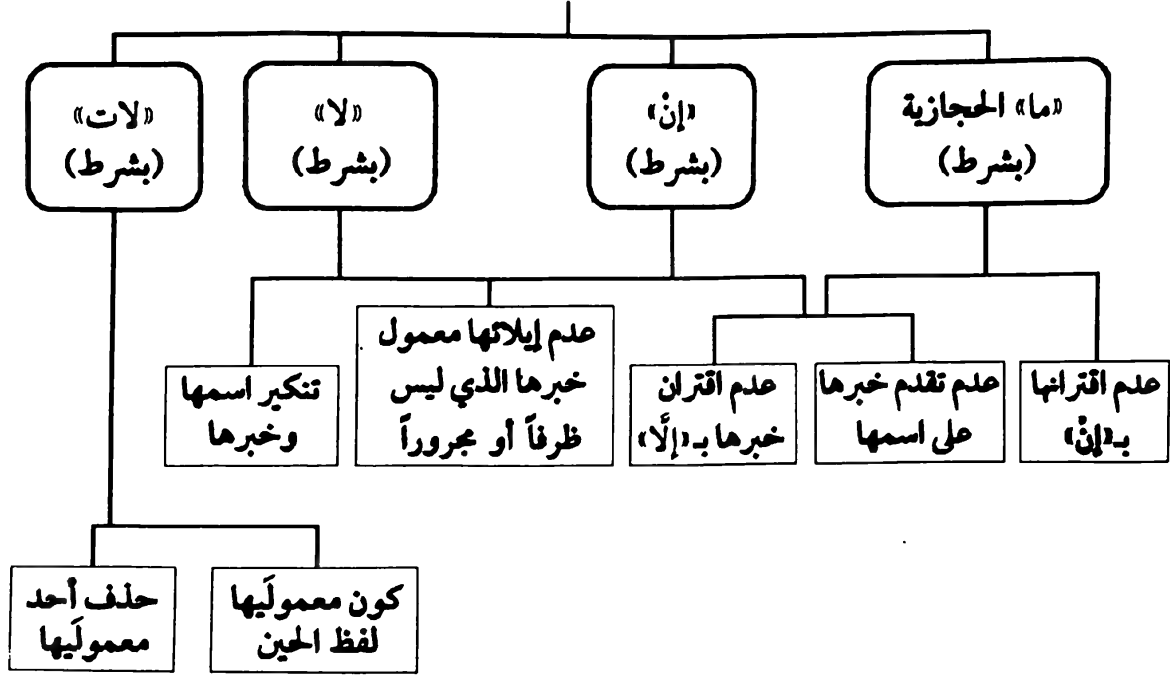 «ما» الحجازية
(بشرط)
«إنْ»
(بشرط)
«لا»
(بشرط)
«لات»
(بشرط)
عدم اقترانها
بـ«إنْ»
عدم تقدم خبرها
على اسمها
عدم اقتران
خبرها بـ«إلَّا»
عدم إيلائها معمول
خبرها الذي ليس
ظرفاً أو مجروراً
تنكير اسمها
وخبرها
كون معمولَيها
لفظ الحين
حذف أحد
معمولَيها